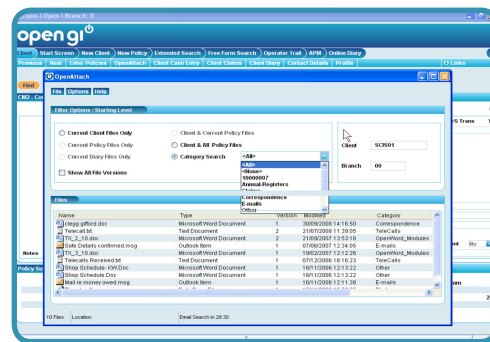 Open-I Open-I Branch: 0
open gi
Client Start Screen New Client New Policy Extended Search Free Form Search Operator Trail APM Online Diary
Previous Next Enter Policies OpenAttach Client Cash Entry Client Claims Client Diary Contact Details Profile Links
Find
OpenAttach
File Options Help
Filter Options / Starting Level
Current Client Files Only
Client & Current Policy Files
Current Policy Files Only
Client & All Policy Files
Current Diary Files Only
Category Search
<All>
Show All File Versions
<All>
<None>
10000007
Annual-Registers
Correspondence
E-mails
Other
Client SCIS01
Branch 00
Files
Name Type Version Modified Category
clegg gifford.doc Microsoft Word Document 1 30/09/2008 14:16:50 Correspondence
Telecall.txt Text Document 2 21/07/2008 11:39:05 TeleCalls
TX_2_10.doc Microsoft Word Document 2 21/09/2007 13:53:18 OpenWord_Modules
Safe Details confirmed.msg Outlook Item 1 07/06/2007 12:34:05 E-mails
TX_3_10.doc Microsoft Word Document 1 19/02/2007 12:12:26 OpenWord_Modules
Telecalls Received.txt Text Document 1 07/12/2006 16:16:23 TeleCalls
Shop Schedule-KW.Doc Microsoft Word Document 1 16/11/2006 12:13:22 Other
Shop Schedule.Doc Microsoft Word Document 1 16/11/2006 12:13:22 Other
Mail re money owed.msg Outlook Item 1 16/11/2006 12:11:38 E-mails
Notes
Policy Su
No
10 Files Location Email Search in 28:30